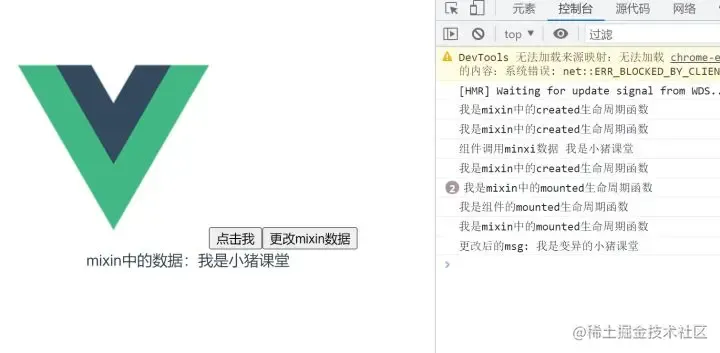 元素
控制台
源代码
网络
top
过滤
DevTools 无法加载来源映射: 无法加载 chrome-e
的内容: 系统错误: net::ERR_BLOCKED_BY_CLIEN
[HMR] Waiting for update signal from WDS..
我是mixin中的created生命周期函数
我是mixin中的created生命周期函数
组件调用minxi数据 我是小猪课堂
我是mixin中的created生命周期函数
2 我是mixin中的mounted生命周期函数
我是组件的mounted生命周期函数
我是mixin中的mounted生命周期函数
更改后的msg: 我是变异的小猪课堂
点击我
更改mixin数据
mixin中的数据：我是小猪课堂
@稀土掘金技术社区